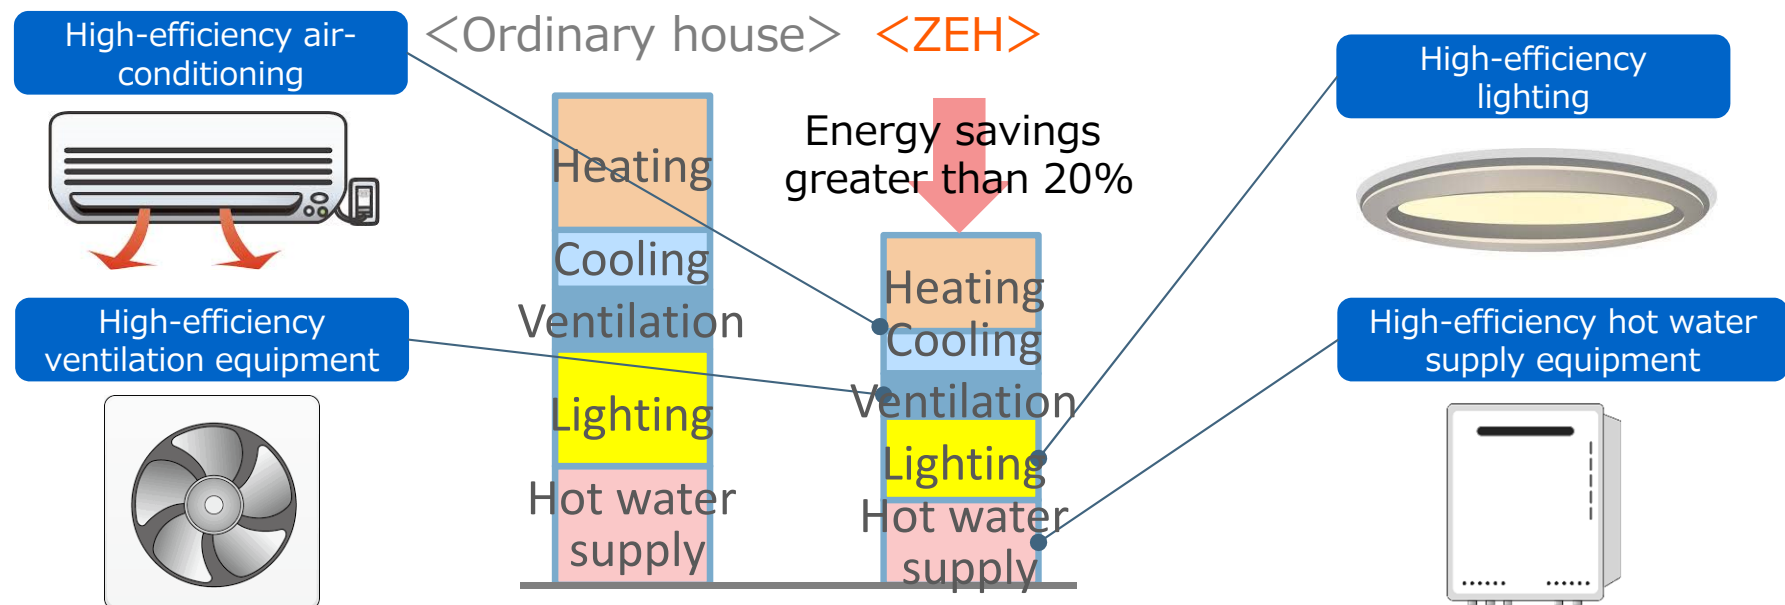 High-efficiency air-
conditioning
<Ordinary house>
<ZEH>
High-efficiency
lighting
Energy savings
greater than 20%
Heating
Cooling
Ventilation
Lighting
Hot water
supply
Heating
Cooling
Ventilation
Lighting
Hot water
supply
High-efficiency
ventilation equipment
High-efficiency hot water
supply equipment